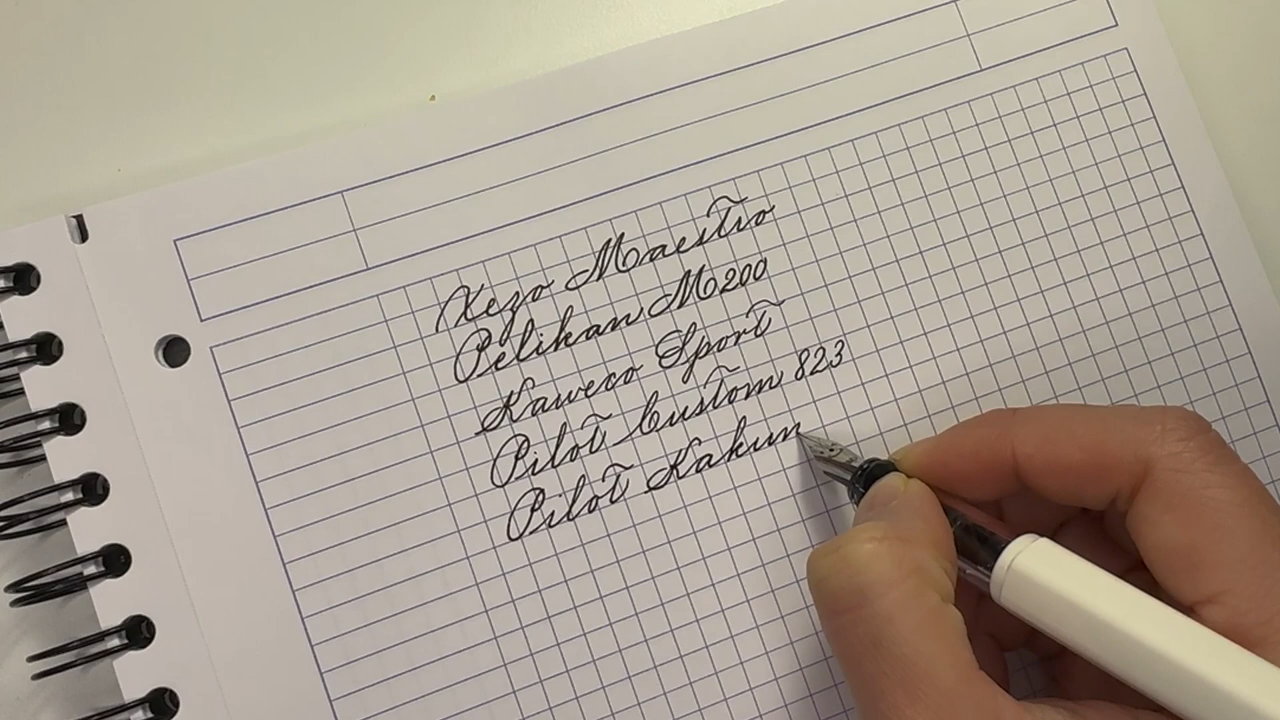 Xezo Maestro
Pelikan M200
Kaweco Sport
Pilot Custom 823
Pilot Kakun